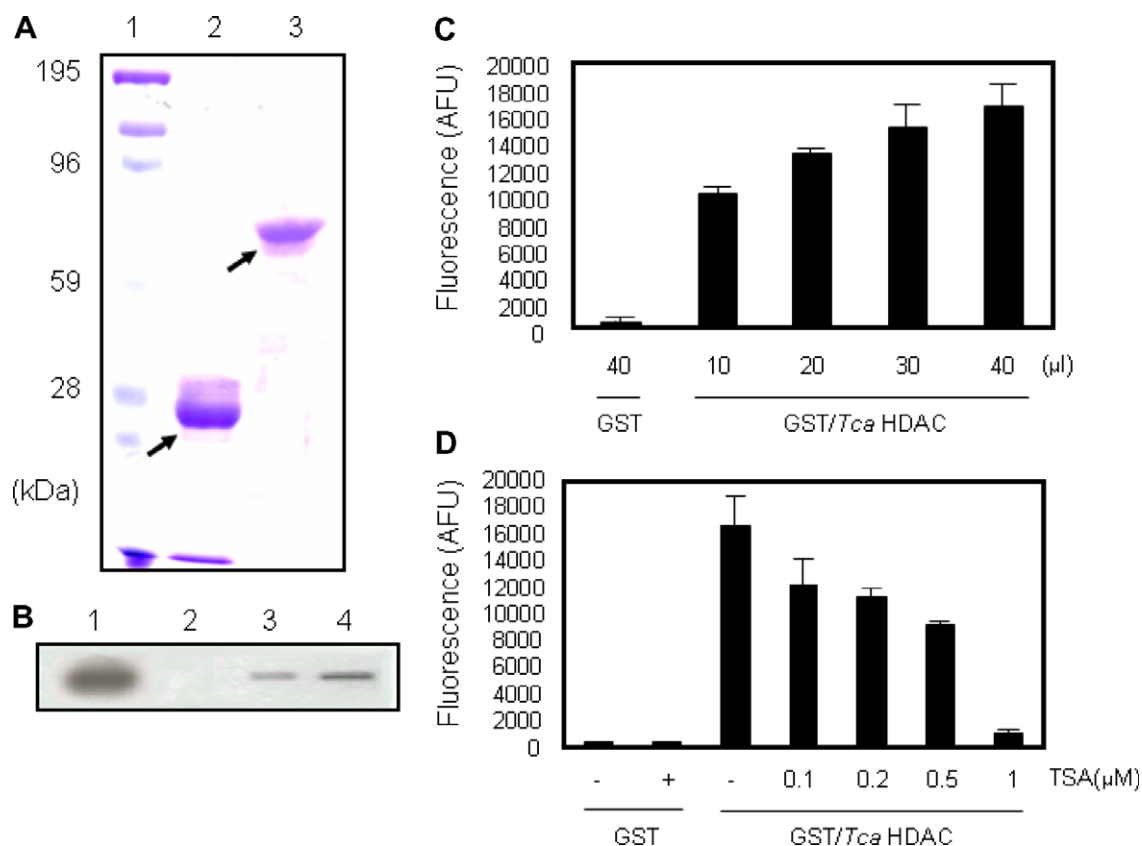 A
1 2 3
195
96
59
28
(kDa)
B
1 2 3 4
C
Fluorescence (AFU)
20000
18000
16000
14000
12000
10000
8000
6000
4000
2000
0
40 10 20 30 40 (µl)
GST GST/Tca HDAC
D
Fluorescence (AFU)
20000
18000
16000
14000
12000
10000
8000
6000
4000
2000
0
- + - 0.1 0.2 0.5 1 TSA(µM)
GST GST/Tca HDAC